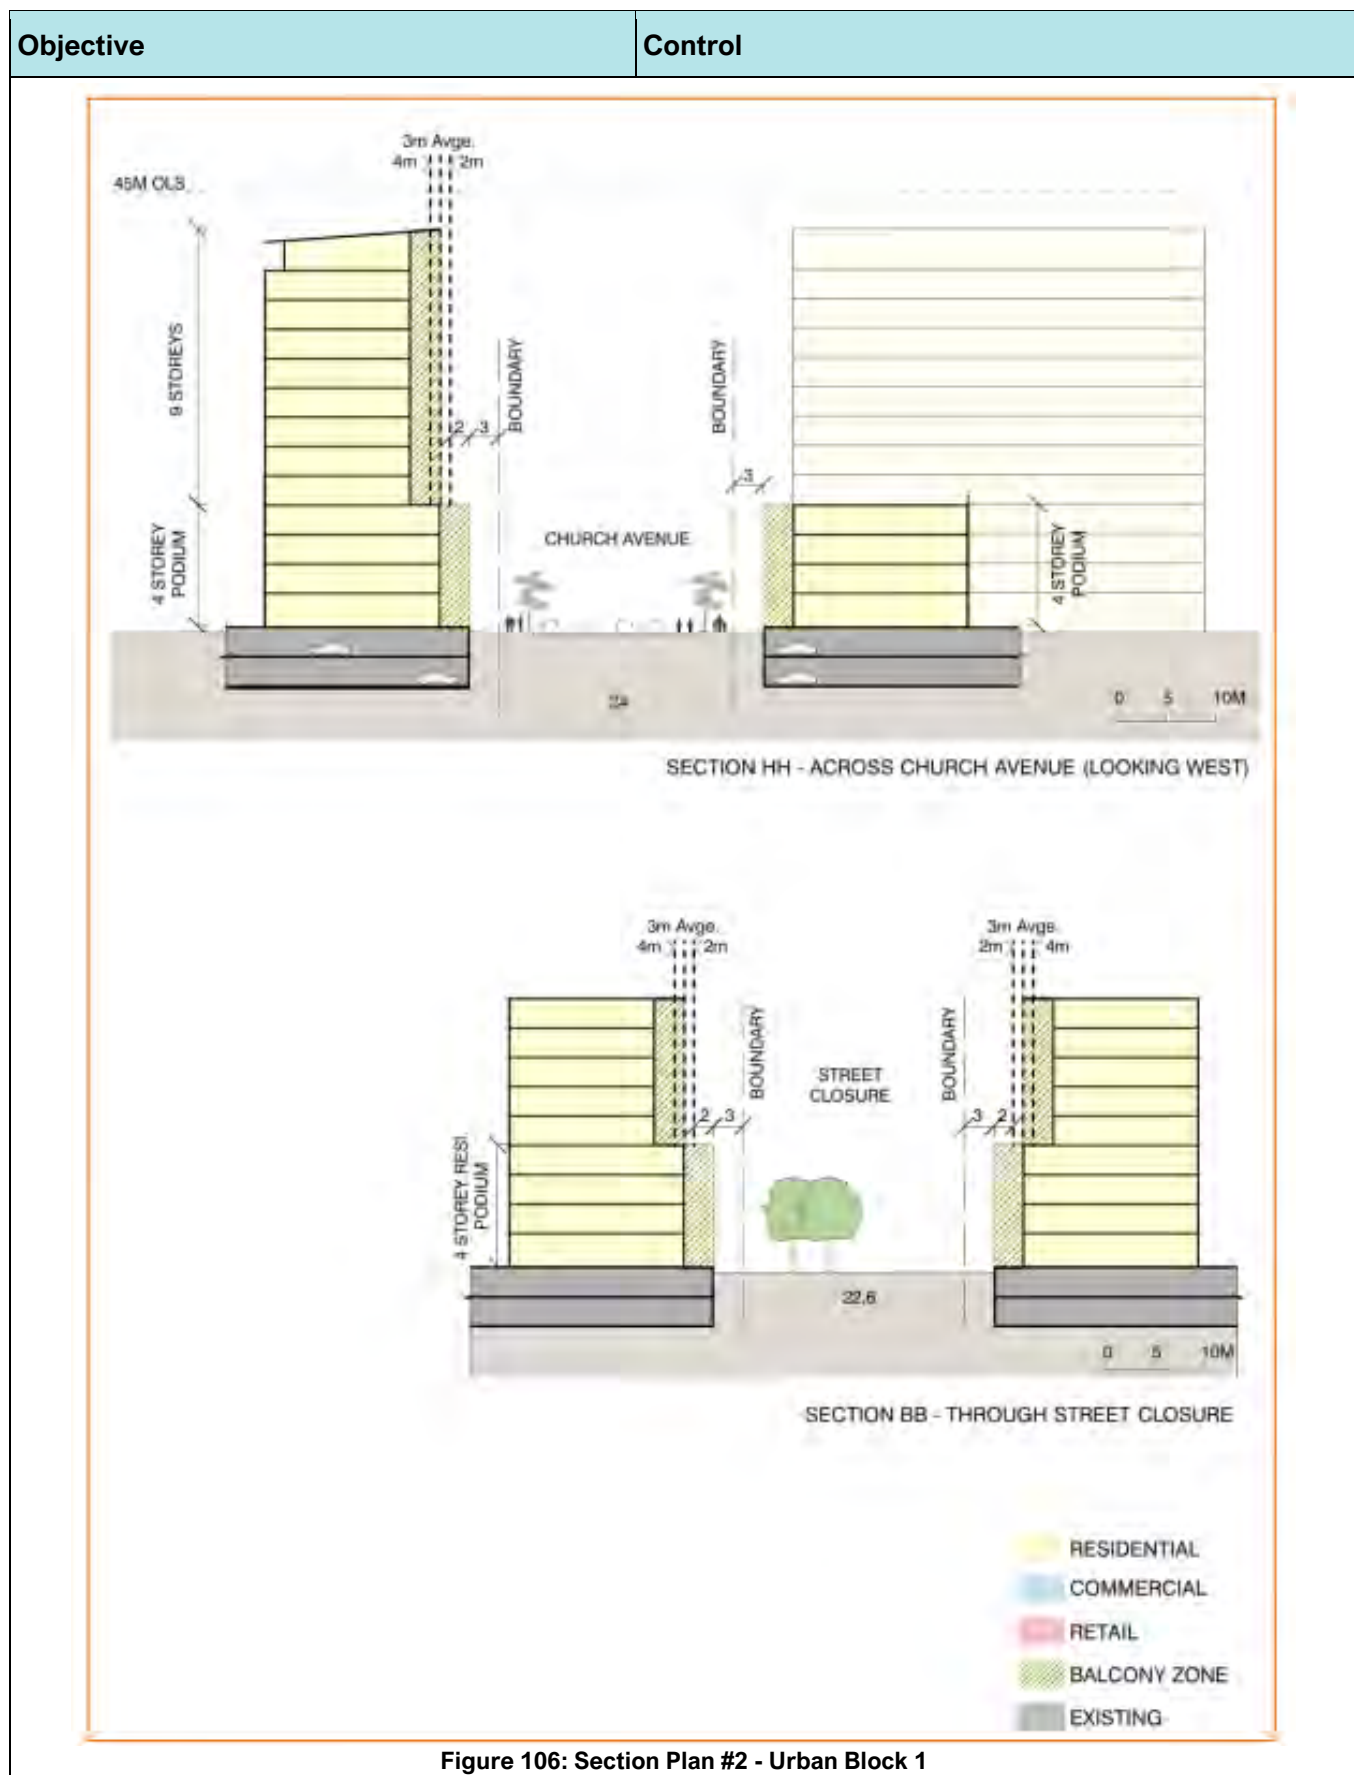 Objective
Control
3m Avge.
4m 2m
45M OLS
9 STOREYS
4 STOREY
PODIUM
2 3
BOUNDARY
BOUNDARY
3
CHURCH AVENUE
4 STOREY
PODIUM
24
0 5 10M
SECTION HH - ACROSS CHURCH AVENUE (LOOKING WEST)
3m Avge.
4m 2m
3m Avge.
2m 4m
BOUNDARY
STREET
CLOSURE
BOUNDARY
2 3
3 2
4 STOREY RESI.
PODIUM
22.6
0 5 10M
SECTION BB - THROUGH STREET CLOSURE
RESIDENTIAL
COMMERCIAL
RETAIL
BALCONY ZONE
EXISTING
Figure 106: Section Plan #2 - Urban Block 1